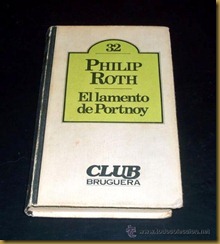 32
PHILIP
ROTH
El lamento
de Portnoy
CLUB
BRUGUERA